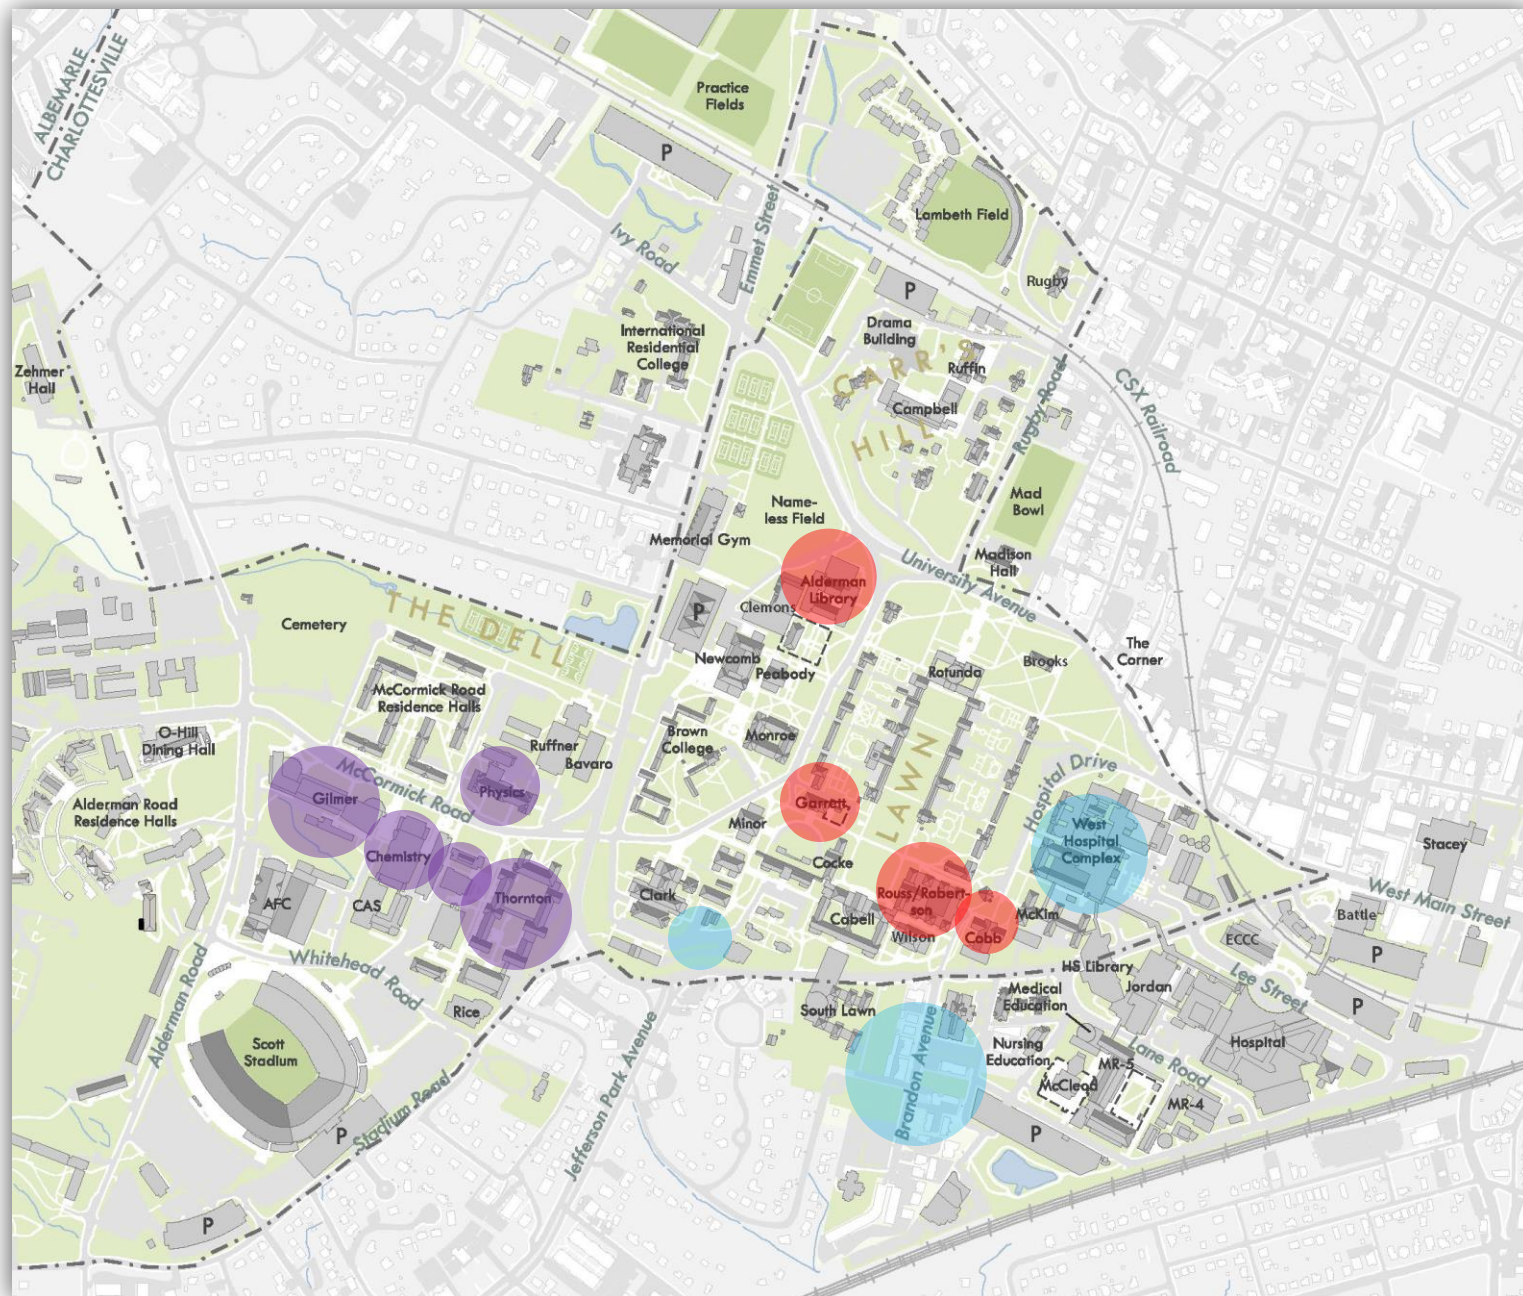 ALBEMARLE
CHARLOTTESVILLE
Practice
Fields
P
Emmet Street
Ivy Road
Lambeth Field
Rugby
P
Zehmer
Hall
International
Residential
College
Drama
Building
CARR'S
HILL
Ruffin
Campbell
Rugby Road
CSX Railroad
Name-
less Field
Mad
Bowl
Memorial Gym
Madison
Hall
University Avenue
Alderman
Library
Clemons
P
THE DELL
Cemetery
Newcomb
Peabody
Rotunda
Brooks
The
Corner
McCormick Road
Residence Halls
O-Hill
Dining Hall
Ruffner
Bavaro
Brown
College
Monroe
LAWN
Hospital Drive
McCormick Road
Gilmer
Physics
Alderman Road
Residence Halls
Garrett
Minor
West
Hospital
Complex
Stacey
Chemistry
Cocke
Thornton
Clark
Rouss/Robert-
son
Cabell
Wilson
Cobb
McKim
AFC
CAS
West Main Street
Battle
ECCC
P
Whitehead Road
Alderman Road
HS Library
Medical
Education
Jordan
Lee Street
P
Rice
South Lawn
Scott
Stadium
Jefferson Park Avenue
Brandon Avenue
Nursing
Education
Lane Road
Hospital
MR-5
McLeod
MR-4
Stadium Road
P
P
P